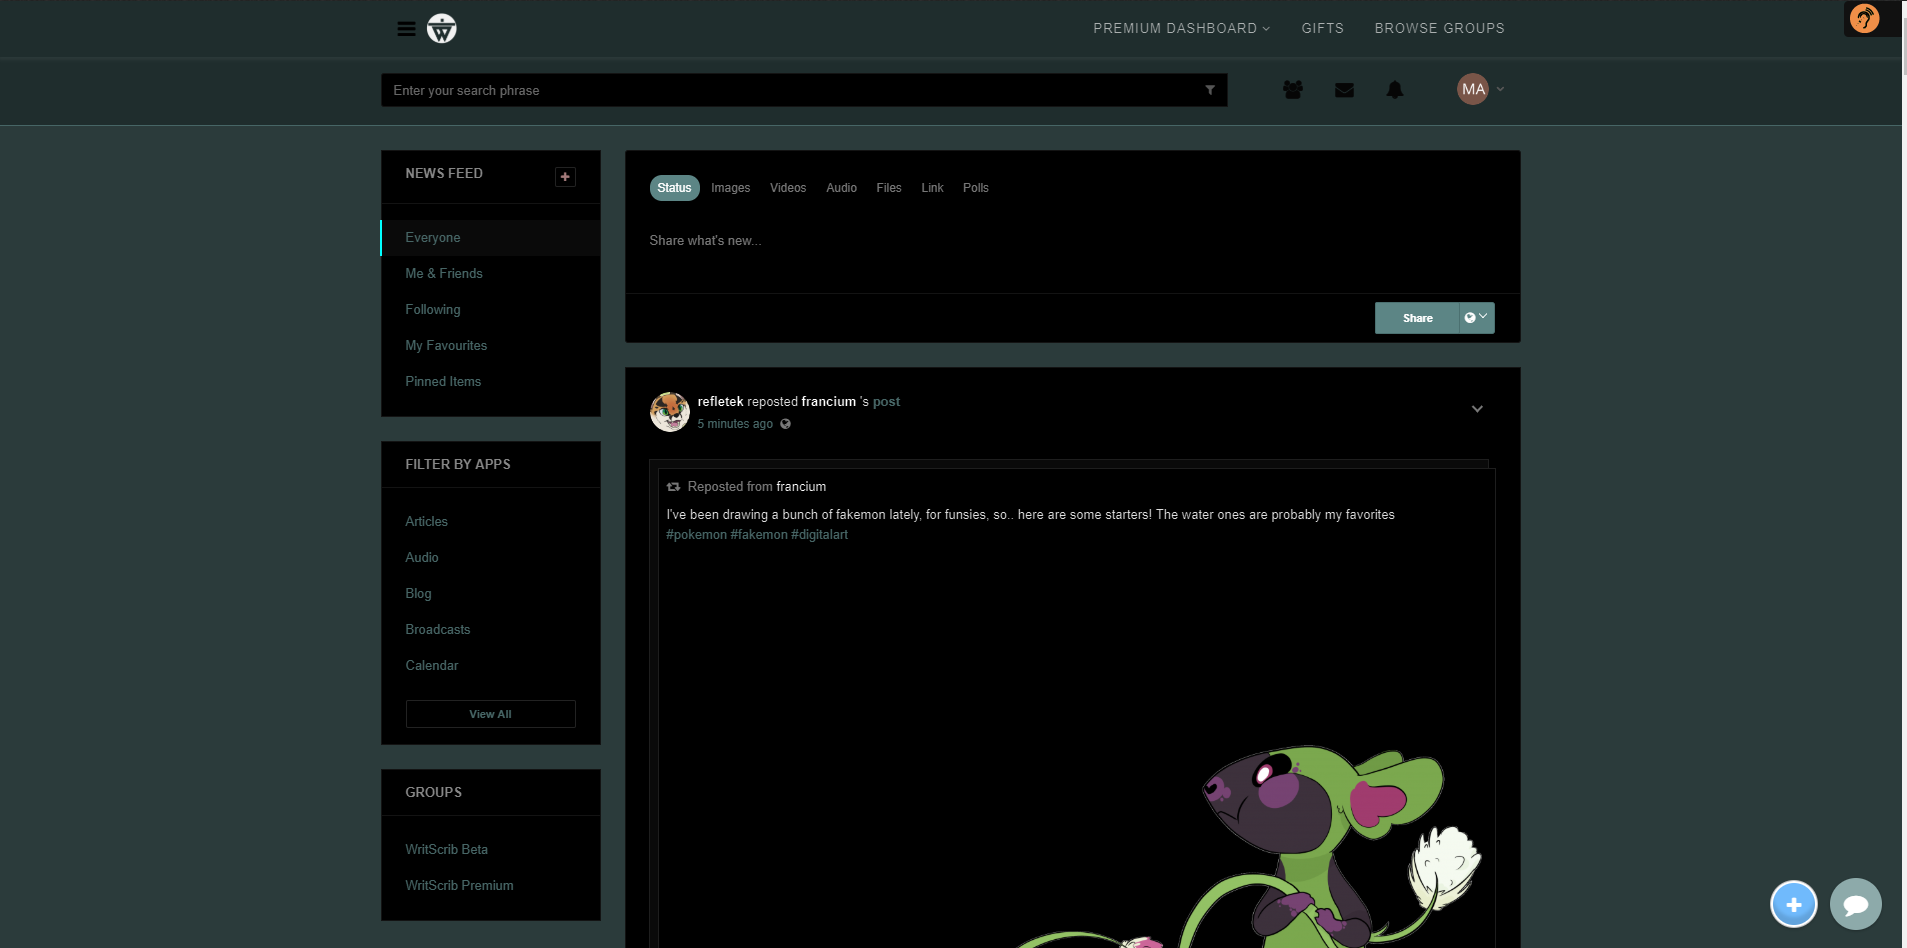 PREMIUM DASHBOARD
GIFTS
BROWSE GROUPS
Enter your search phrase
MA
NEWS FEED
Everyone
Me & Friends
Following
My Favourites
Pinned Items
FILTER BY APPS
Articles
Audio
Blog
Broadcasts
Calendar
View All
GROUPS
WritScrib Beta
WritScrib Premium
Status Images Videos Audio Files Link Polls
Share what's new...
Share
refletek reposted francium 's post
5 minutes ago
Reposted from francium
I've been drawing a bunch of fakemon lately, for funsies, so.. here are some starters! The water ones are probably my favorites
#pokemon #fakemon #digitalart